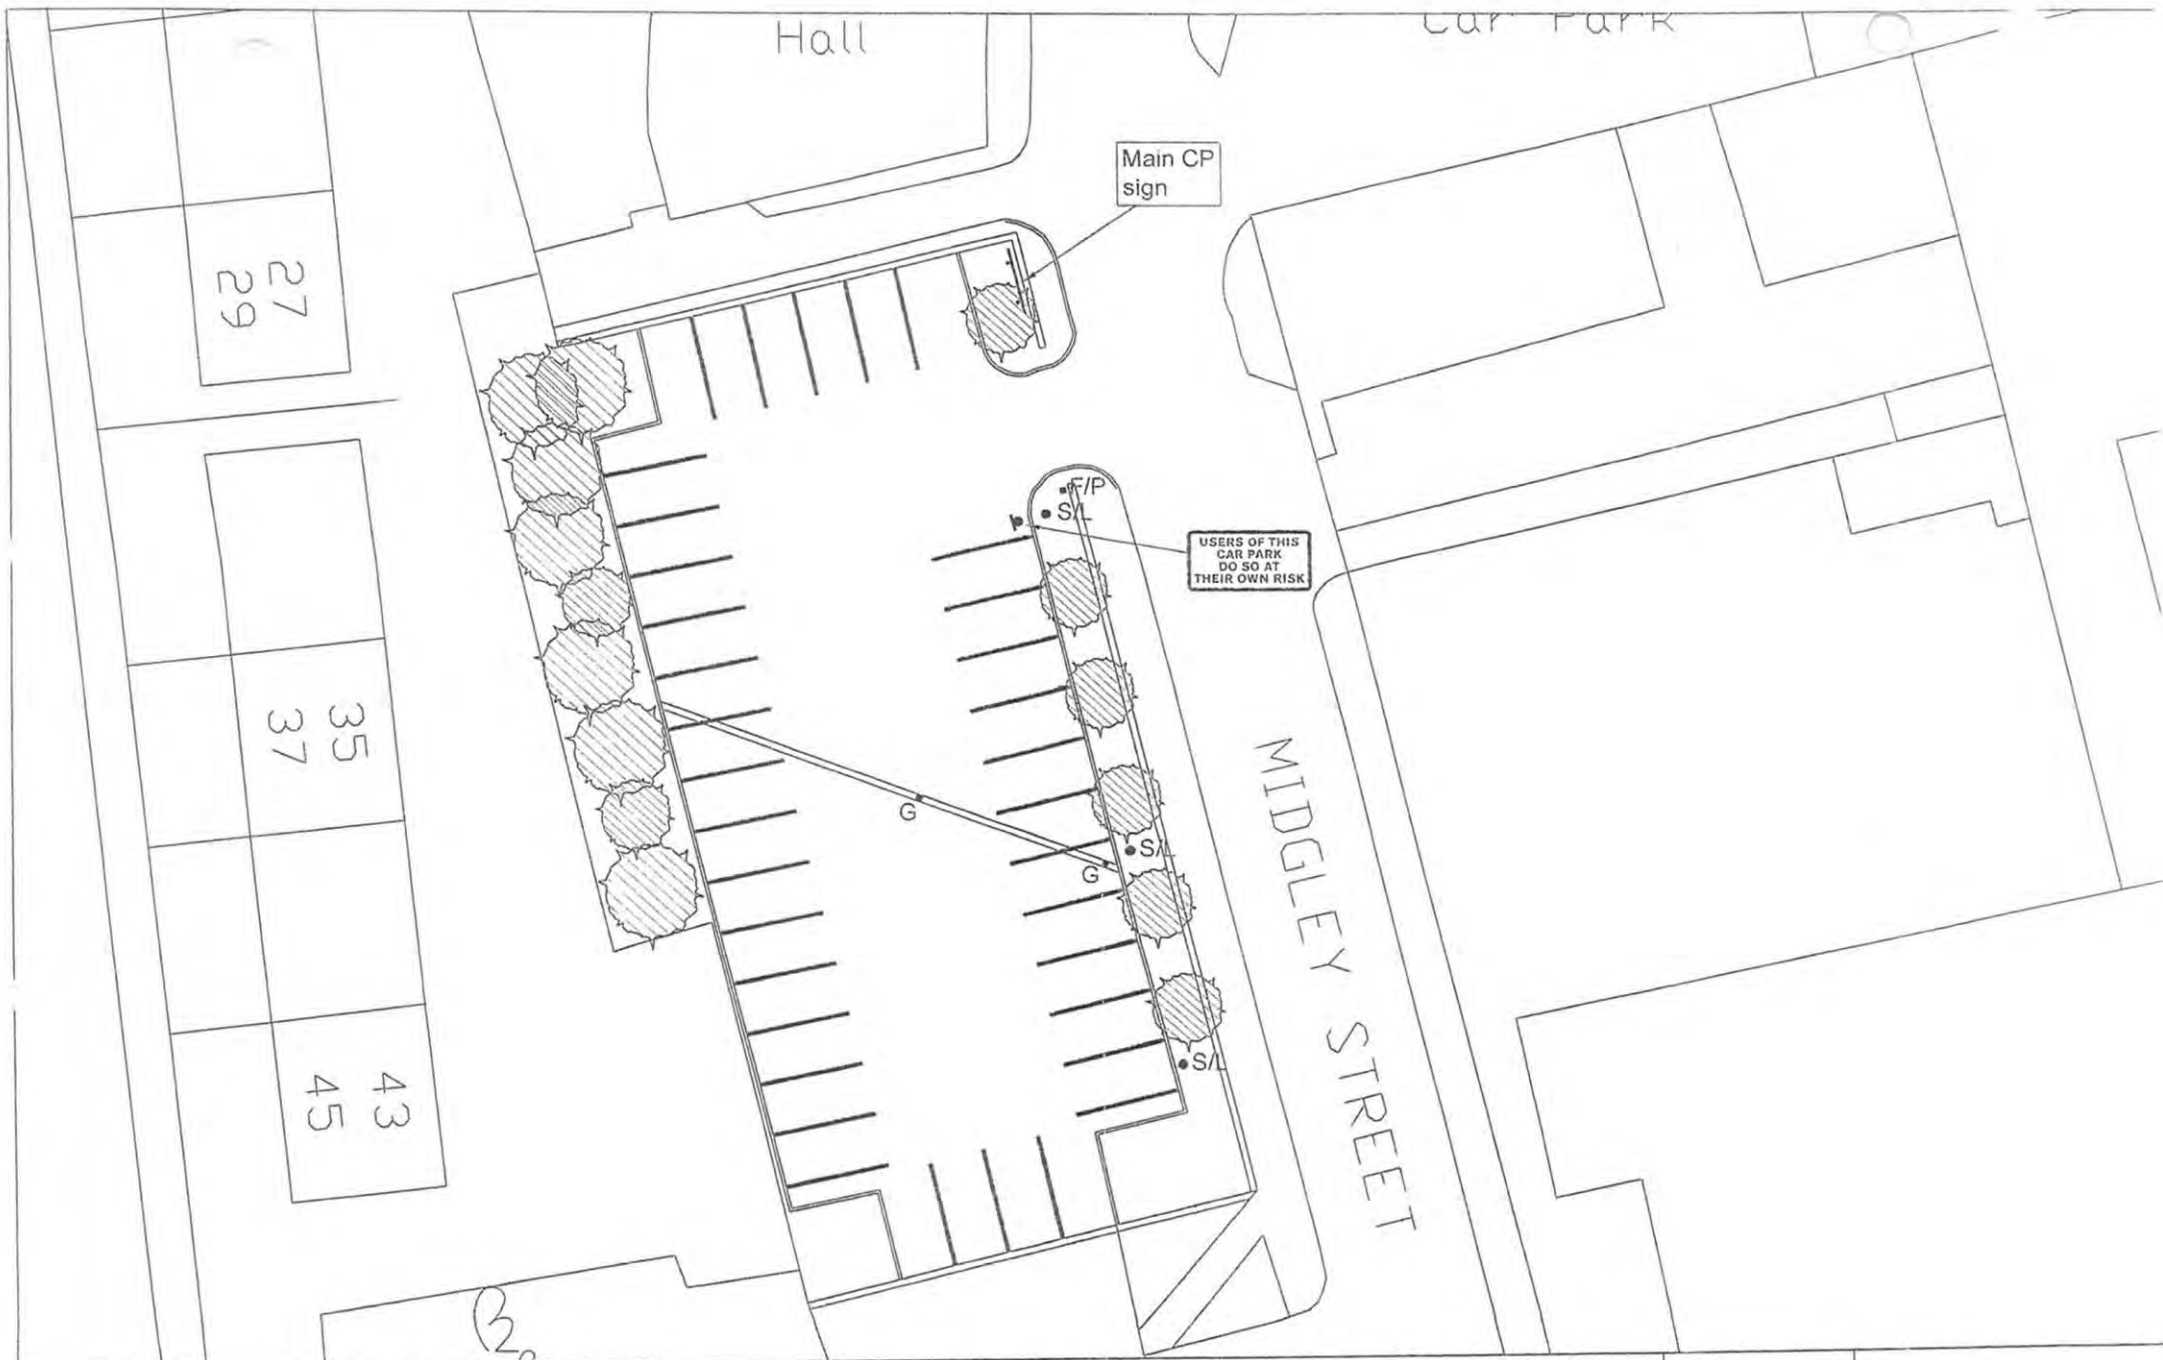 Hall
Car Park
Main CP
sign
27
29
F/P
S/L
USERS OF THIS
CAR PARK
DO SO AT
THEIR OWN RISK
35
37
G
S/L
G
MIDGLEY STREET
S/L
43
45